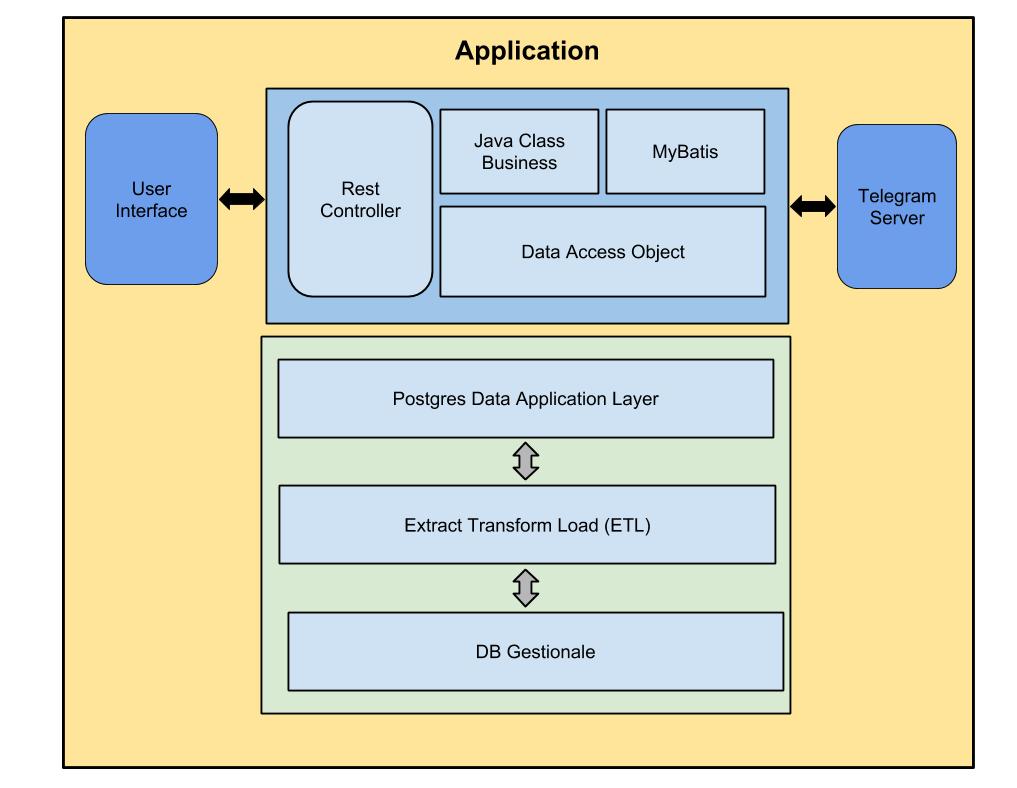 Application
User
Interface
Rest
Controller
Java Class
Business
MyBatis
Data Access Object
Telegram
Server
Postgres Data Application Layer
Extract Transform Load (ETL)
DB Gestionale